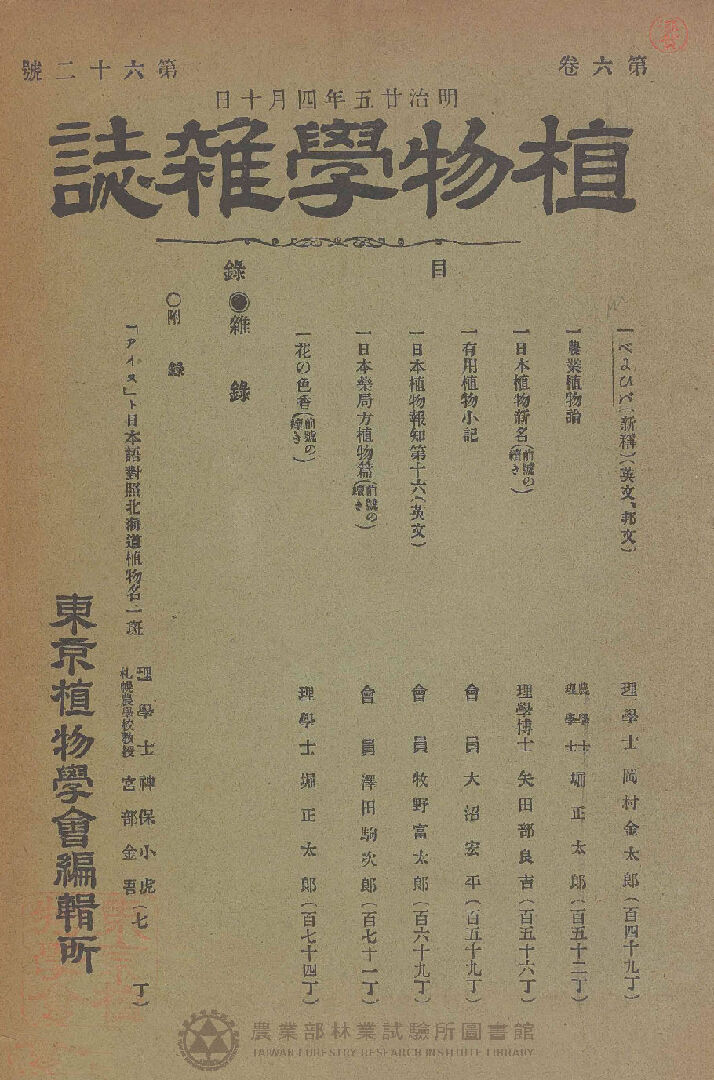 第六卷
第六十二號
明治廿五年四月十日
植物學雜誌
目錄
一べにひば(新稱)(英文、邦文) 理學士 岡村金太郎(百四十九丁)
一農業植物論 農學士 理學士 堀正太郎(百五十二丁)
一日本植物新名(前號の續き) 理學博士 矢田部良吉(百五十六丁)
一有用植物小記 會員 大沼宏平(百五十九丁)
一日本植物報知第十六(英文) 會員 牧野富太郎(百六十九丁)
一日本藥局方植物篇(前號の續き) 會員 澤田駒次郎(百七十一丁)
一花の色香(前號の續き) 理學士 堀正太郎(百七十四丁)
◉雜錄
○附錄
一「アイヌ」ト日本語對照北海道植物名一斑 理學士 神保小虎 札幌農學校教授 宮部金吾(七丁)
東京植物學會編輯所
農業部林業試驗所圖書館
TAIWAN FORESTRY RESEARCH INSTITUTE LIBRARY